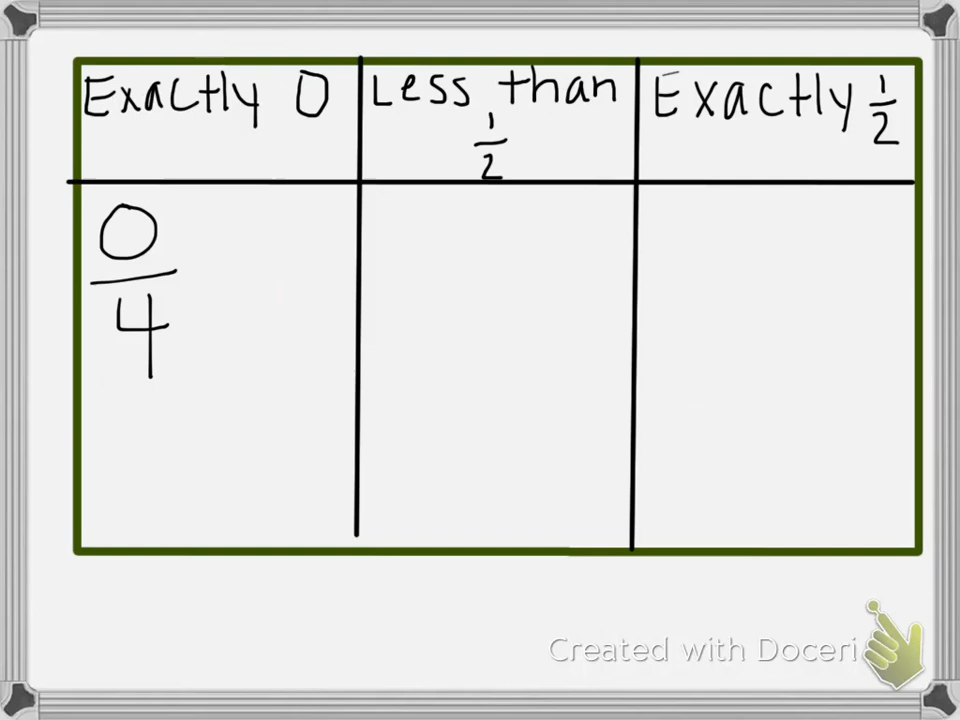 Exactly 0
Less than
1/2
Exactly 1/2
0/4
Created with Doceri